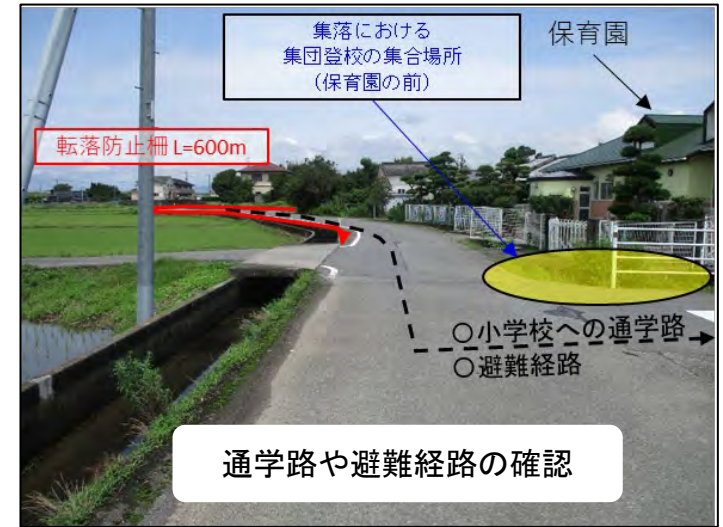 集落における
集団登校の集合場所
(保育園の前)
保育園
転落防止柵 L=600m
○小学校への通学路
○避難経路
通学路や避難経路の確認